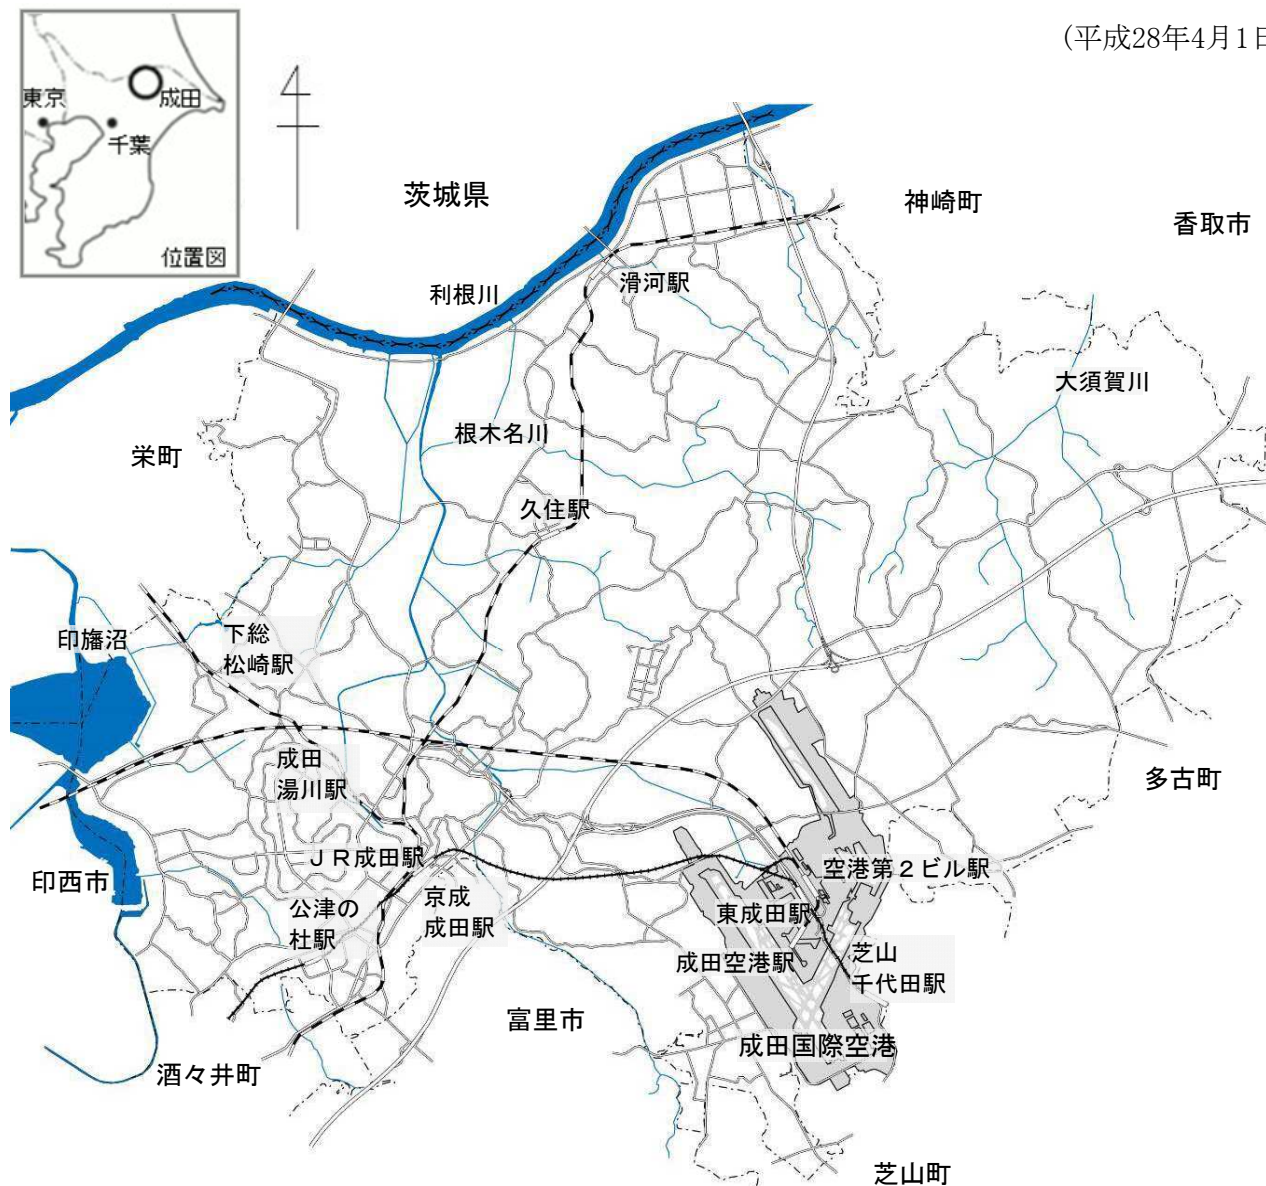 (平成28年4月1日
東京
成田
千葉
位置図
茨城県
神崎町
香取市
利根川
滑河駅
大須賀川
栄町
根木名川
久住駅
印旛沼
下総
松崎駅
成田
湯川駅
多古町
JR成田駅
空港第2ビル駅
印西市
公津の
杜駅
京成
成田駅
東成田駅
成田空港駅
芝山
千代田駅
富里市
成田国際空港
酒々井町
芝山町